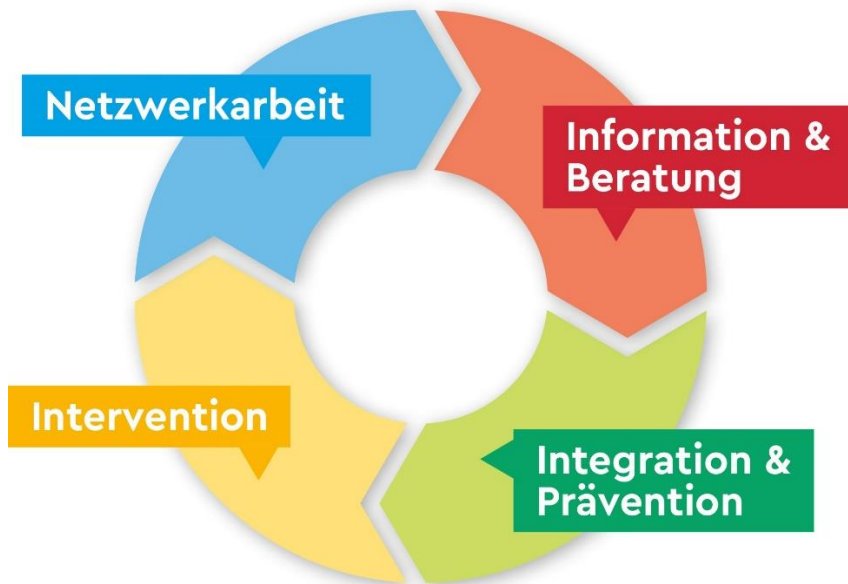 Netzwerkarbeit
Information &
Beratung
Intervention
Integration &
Prävention